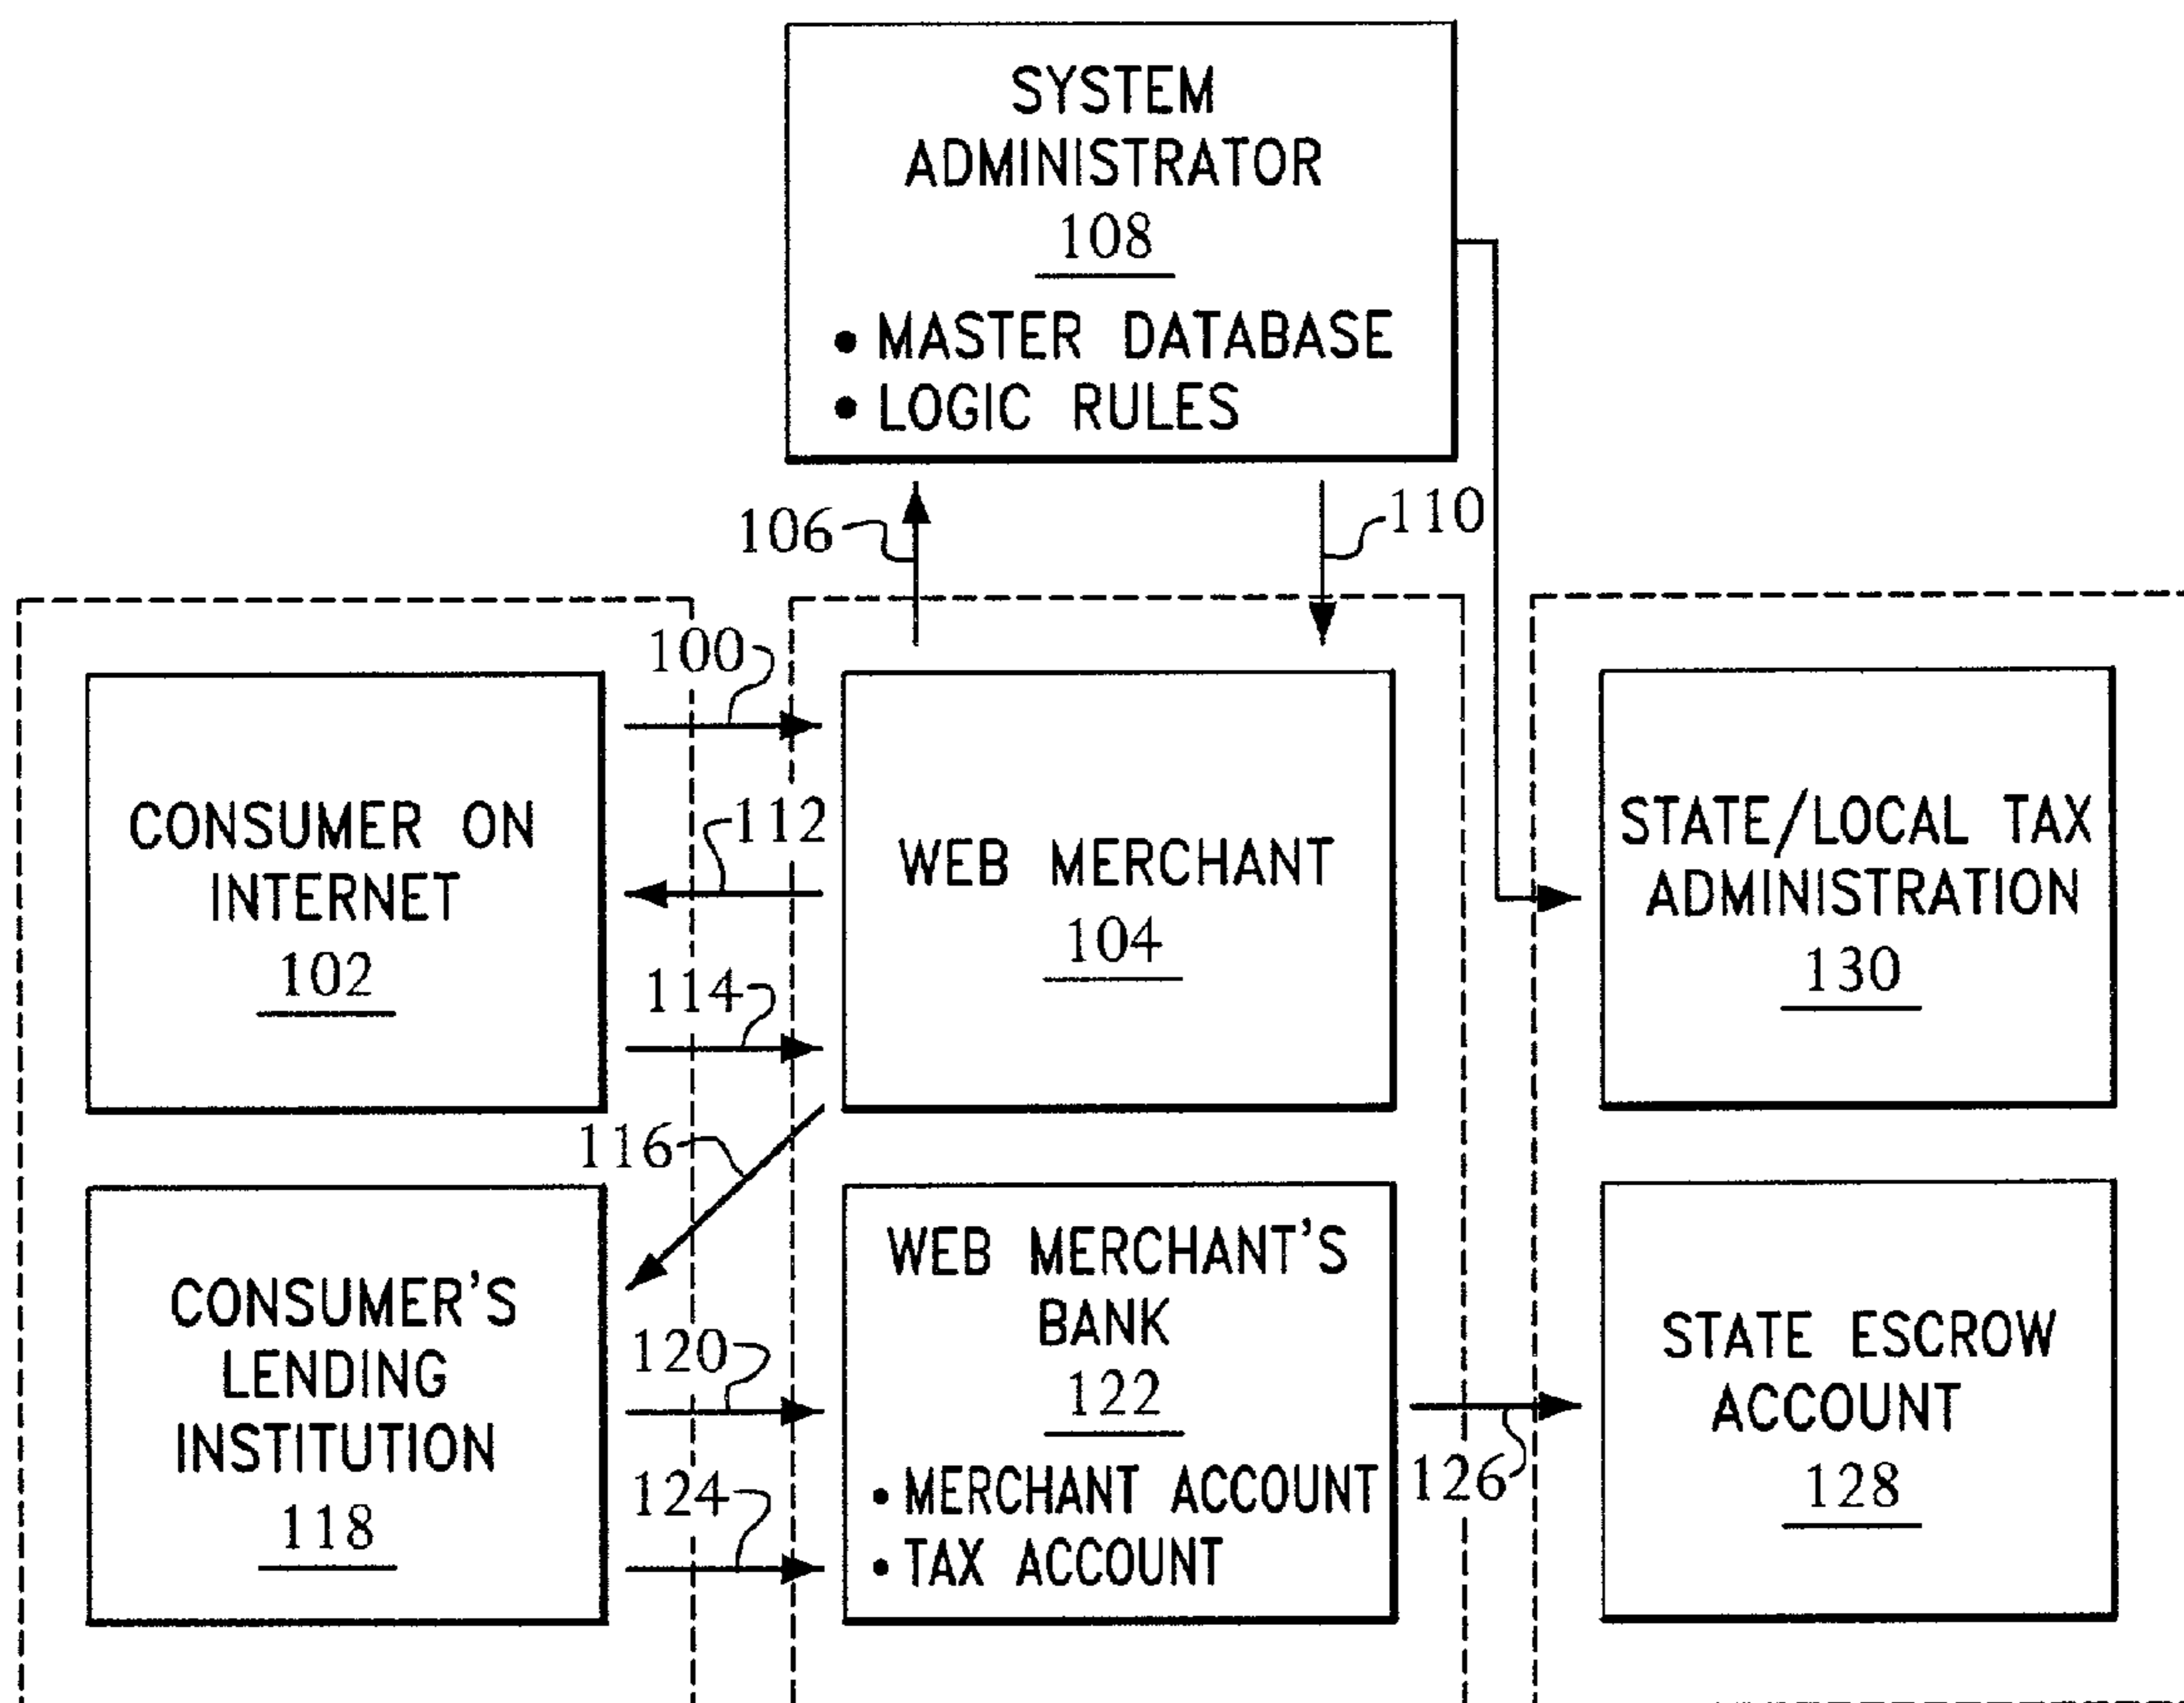 SYSTEM
ADMINISTRATOR
108
• MASTER DATABASE
• LOGIC RULES
106
110
100
CONSUMER ON
INTERNET
102
112
114
WEB MERCHANT
104
STATE/LOCAL TAX
ADMINISTRATION
130
116
CONSUMER'S
LENDING
INSTITUTION
118
120
124
WEB MERCHANT'S
BANK
122
• MERCHANT ACCOUNT
• TAX ACCOUNT
126
STATE ESCROW
ACCOUNT
128